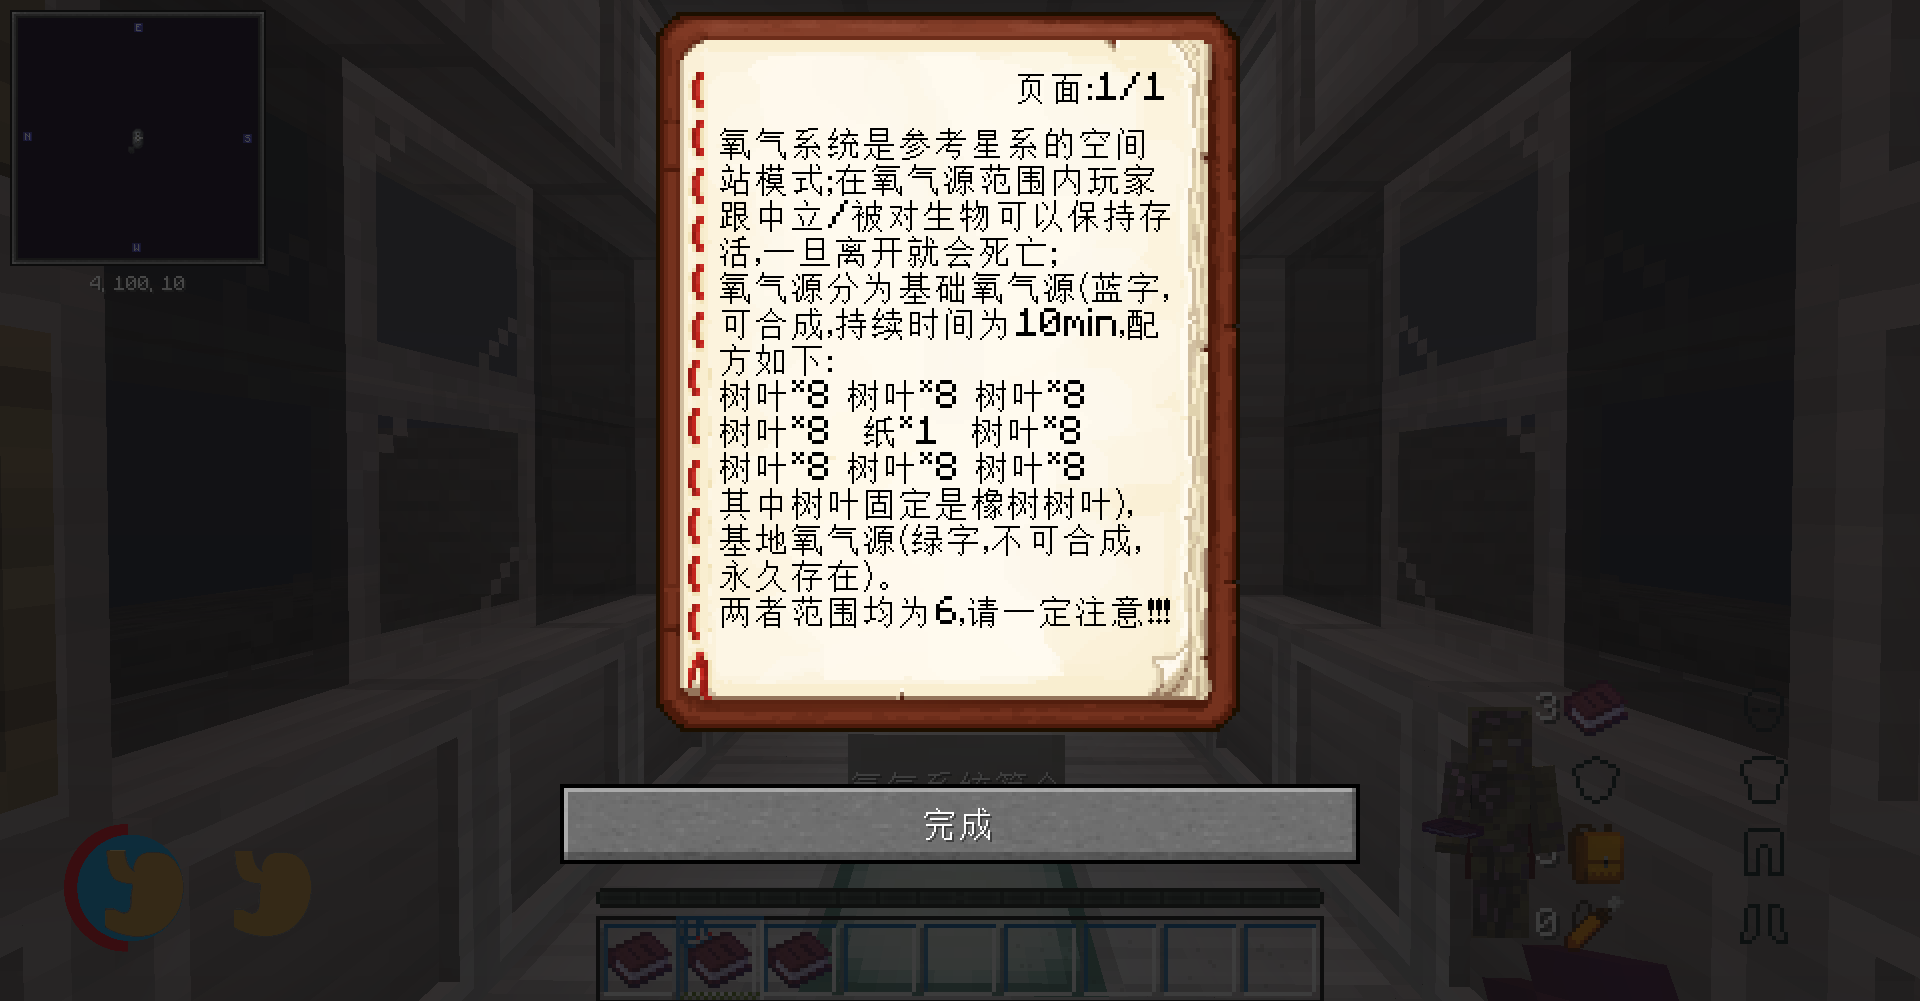 E
N
S
W
4, 100, 10
页面:1/1
氧气系统是参考星系的空间
站模式;在氧气源范围内玩家
跟中立/被对生物可以保持存
活,一旦离开就会死亡;
氧气源分为基础氧气源(蓝字,
可合成,持续时间为10min,配
方如下:
树叶*8 树叶*8 树叶*8
树叶*8 纸*1 树叶*8
树叶*8 树叶*8 树叶*8
其中树叶固定是橡树树叶),
基地氧气源(绿字,不可合成,
永久存在)。
两者范围均为6,请一定注意!!!
氧气系统简介
完成
3
0